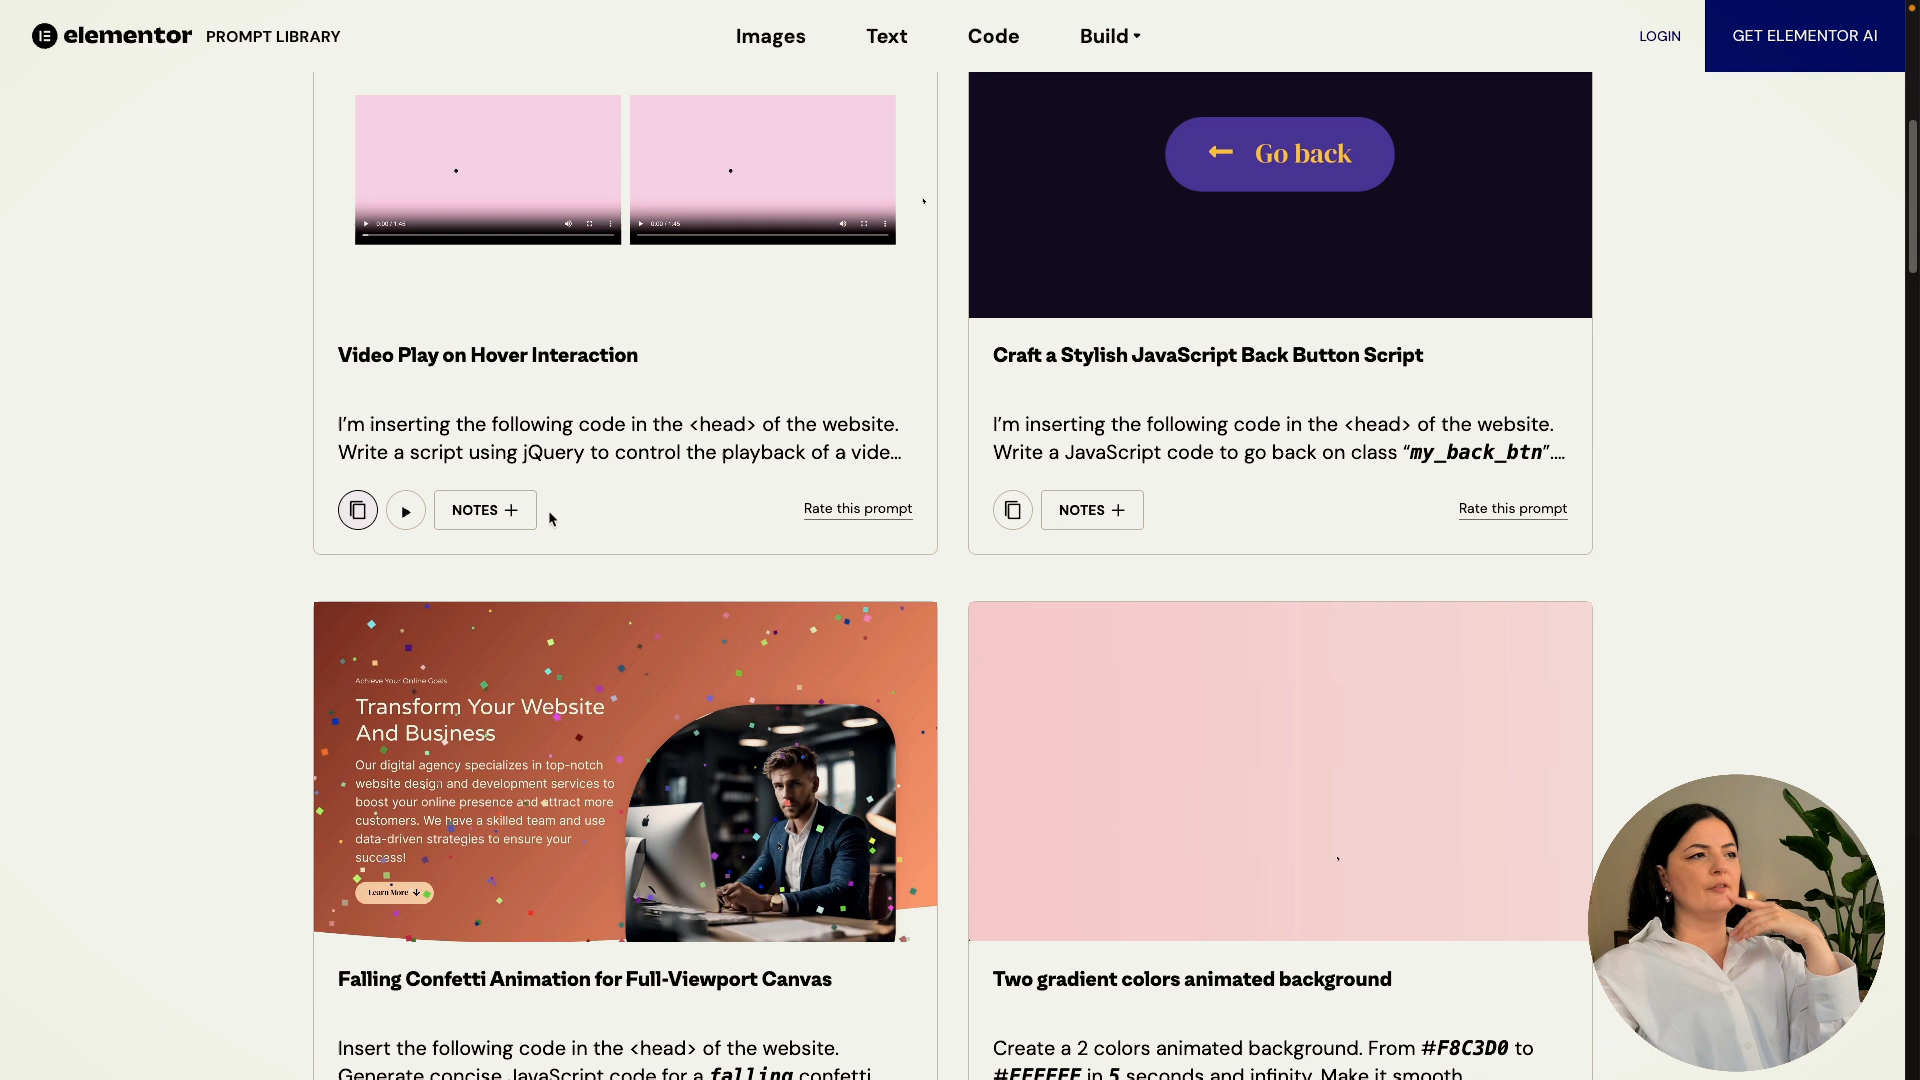 elementor PROMPT LIBRARY
Images
Text
Code
Build
LOGIN
GET ELEMENTOR AI
0:00 / 1:45
0:00 / 1:45
Go back
Video Play on Hover Interaction
I'm inserting the following code in the <head> of the website.
Write a script using jQuery to control the playback of a vide...
NOTES
Rate this prompt
Craft a Stylish JavaScript Back Button Script
I'm inserting the following code in the <head> of the website.
Write a JavaScript code to go back on class “my_back_btn”....
NOTES
Rate this prompt
Achieve Your Online Goals
Transform Your Website
And Business
Our digital agency specializes in top-notch
website design and development services to
boost your online presence and attract more
customers. We have a skilled team and use
data-driven strategies to ensure your
success!
Learn More
Falling Confetti Animation for Full-Viewport Canvas
Insert the following code in the <head> of the website.
Generate concise JavaScript code for a falling confetti
Two gradient colors animated background
Create a 2 colors animated background. From #F8C3D0 to
#FFFFFF in 5 seconds and infinity. Make it smooth